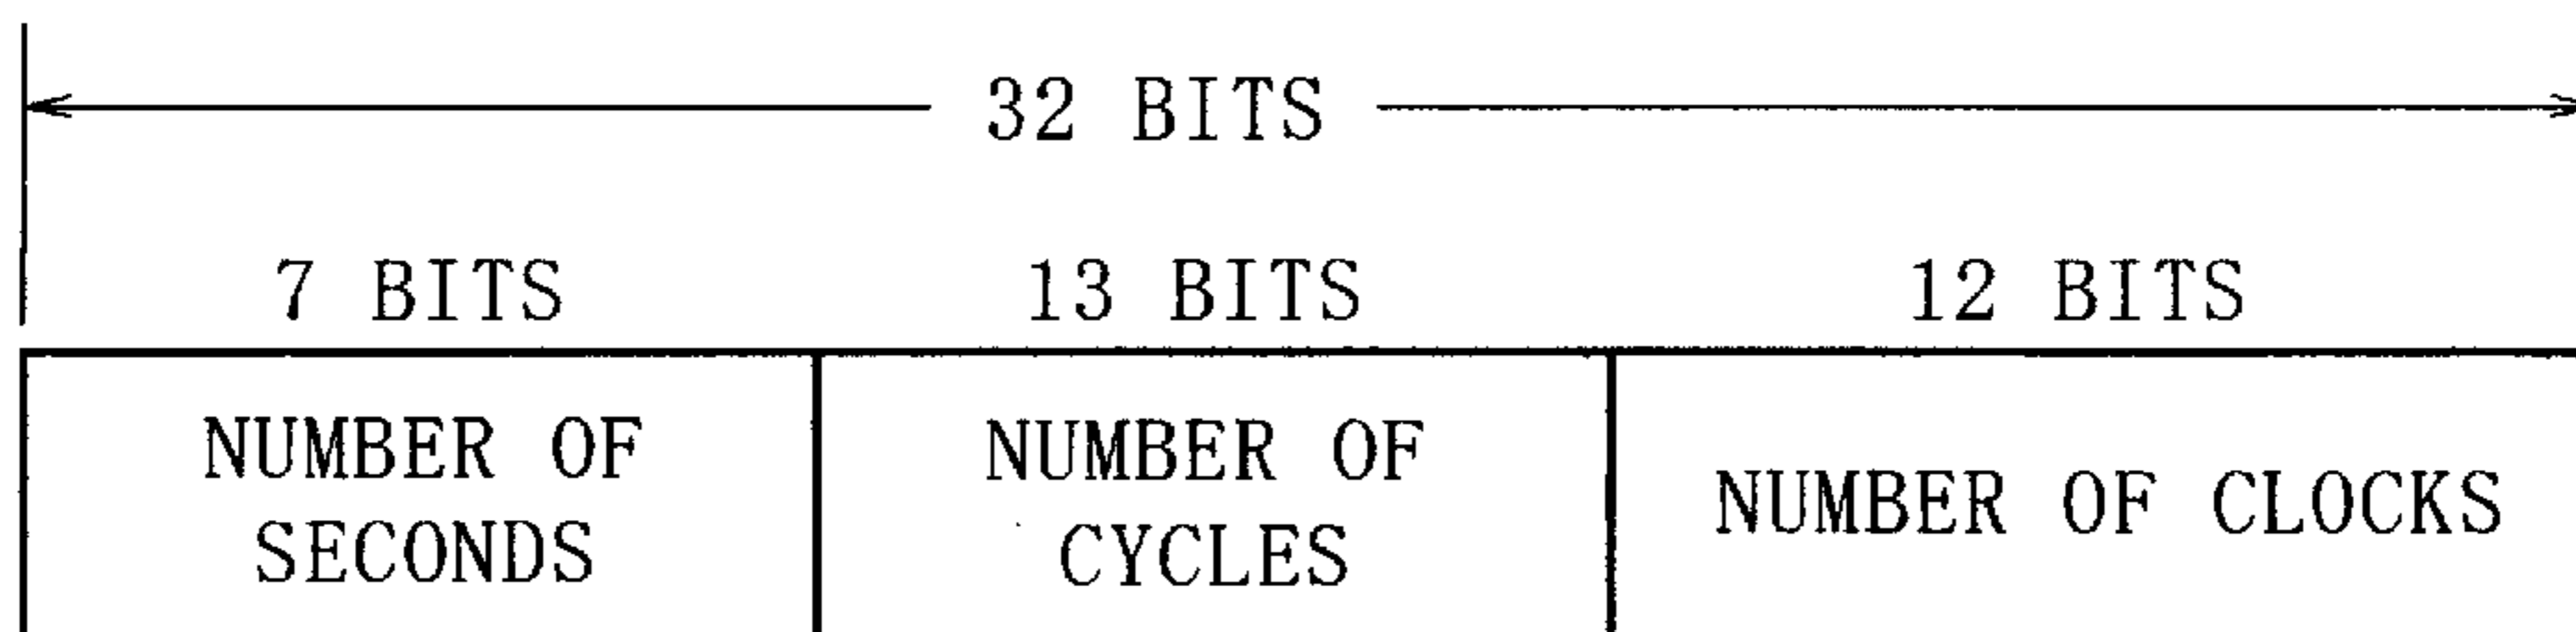 32 BITS
7 BITS 13 BITS 12 BITS
NUMBER OF
SECONDS
NUMBER OF
CYCLES
NUMBER OF CLOCKS